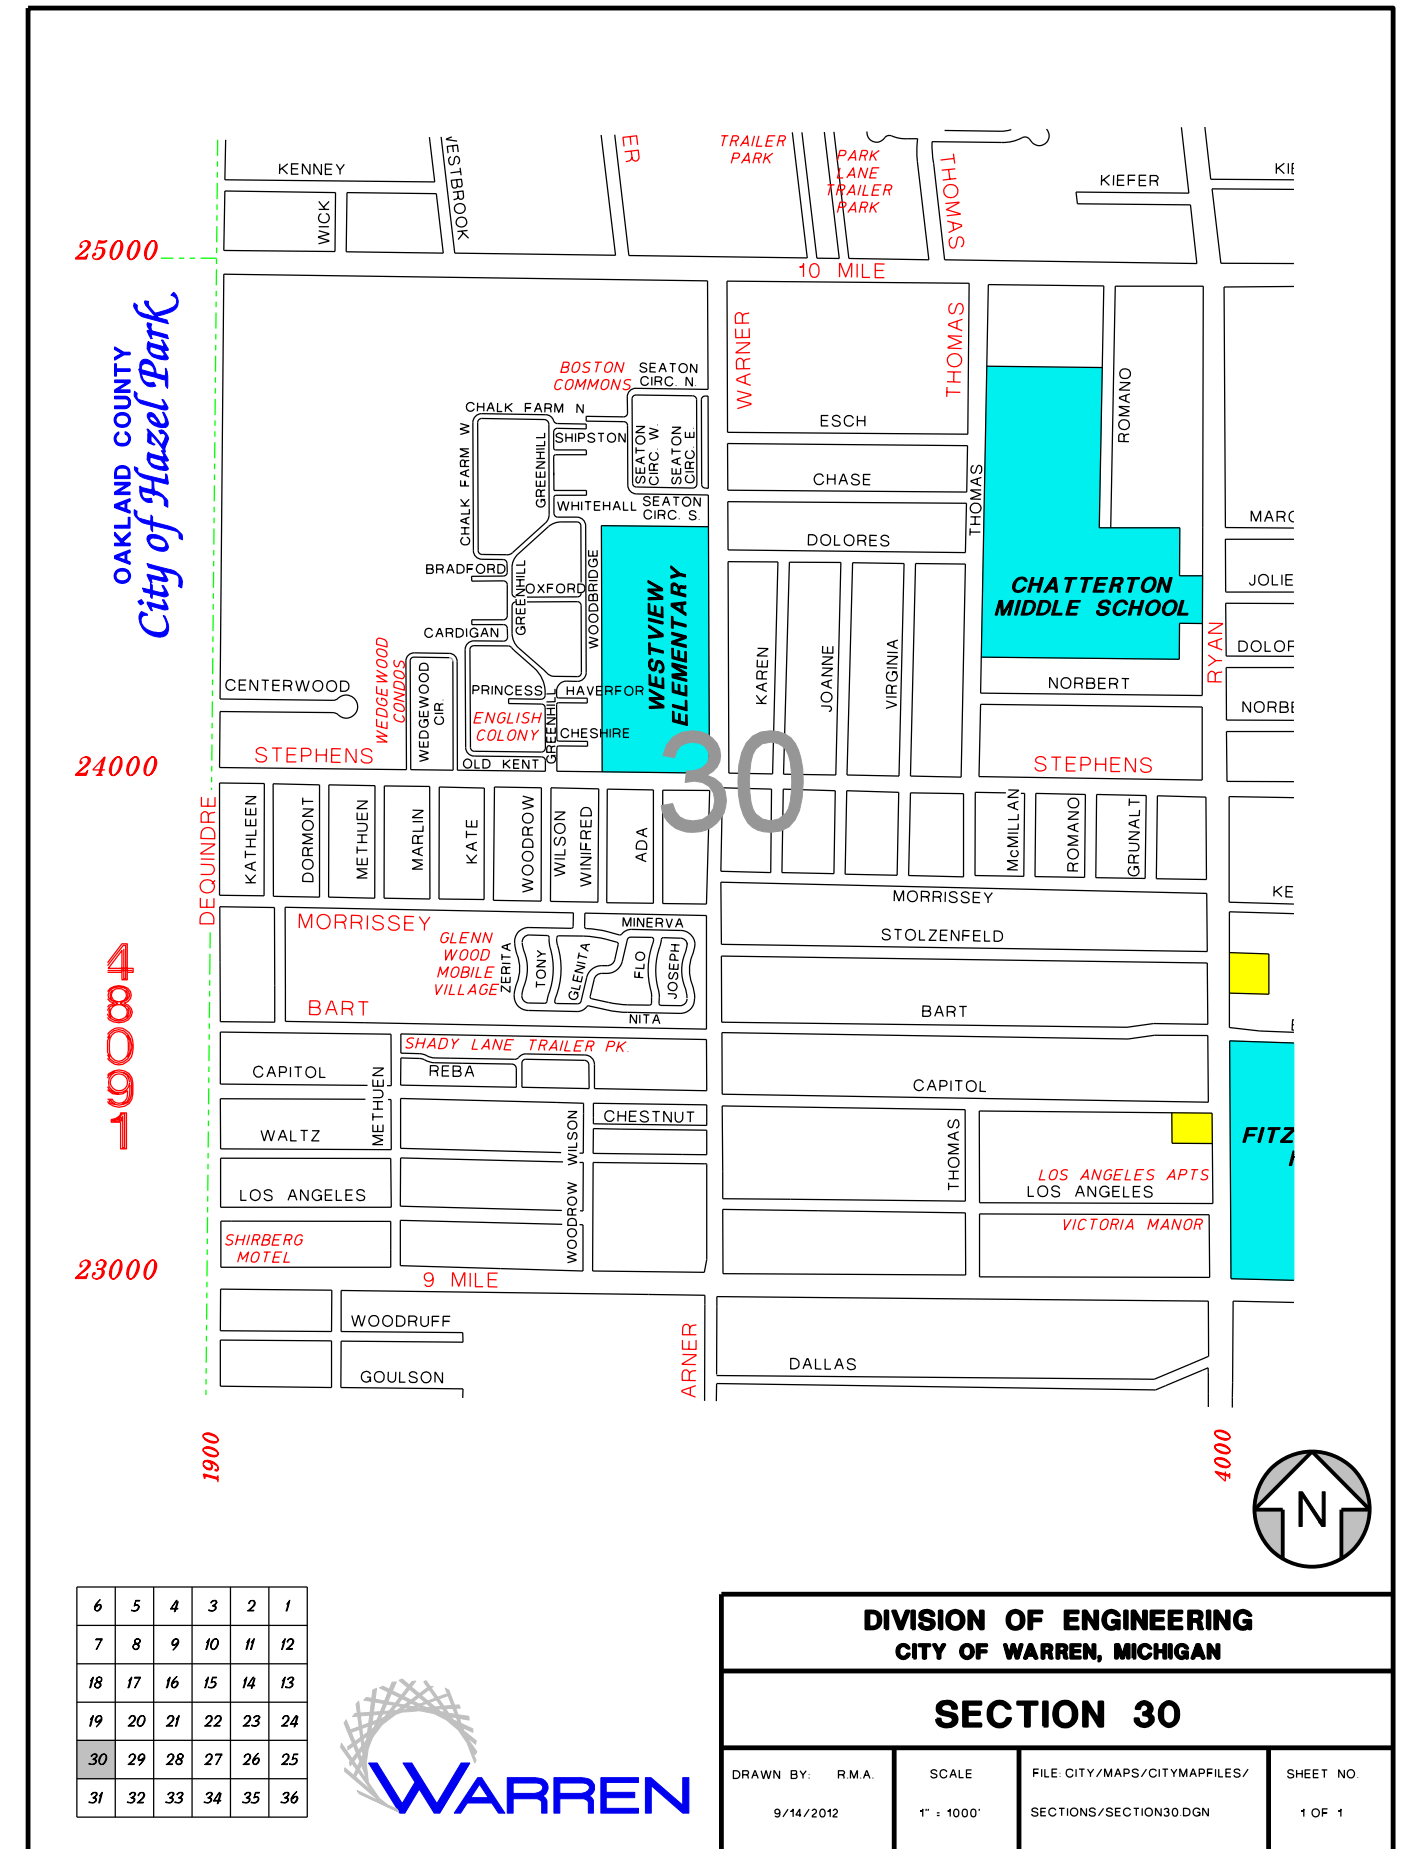 KENNEY
WESTBROOK
WICK
ER
TRAILER
PARK
PARK
LANE
TRAILER
PARK
THOMAS
KIEFER
KIE
25000
10 MILE
OAKLAND COUNTY
City of Hazel Park
WARNER
THOMAS
BOSTON
COMMONS
SEATON
CIRC. N.
CHALK FARM N
CHALK FARM W
GREENHILL
SHIPSTON
SEATON
CIRC. W.
SEATON
CIRC. E.
WHITEHALL
SEATON
CIRC. S.
ESCH
CHASE
DOLORES
THOMAS
ROMANO
MARC
JOLIE
DOLOR
NORBE
BRADFORD
GREENHILL
OXFORD
WOODBRIDGE
CARDIGAN
WESTVIEW
ELEMENTARY
CHATTERTON
MIDDLE SCHOOL
RYAN
KAREN
JOANNE
VIRGINIA
NORBERT
CENTERWOOD
WEDGEWOOD
CONDOS
WEDGEWOOD
CIR.
PRINCESS
HAVERFOR
ENGLISH
COLONY
GREENHILL
CHESHIRE
OLD KENT
STEPHENS
STEPHENS
24000
30
DEQUINDRE
KATHLEEN
DORMONT
METHUEN
MARLIN
KATE
WOODROW
WILSON
WINIFRED
ADA
McMILLAN
ROMANO
GRUNALT
KE
MORRISSEY
MORRISSEY
STOLZENFELD
MINERVA
GLENN
WOOD
MOBILE
VILLAGE
ZERITA
TONY
GLENITA
FLO
JOSEPH
NITA
BART
BART
48091
SHADY LANE TRAILER PK.
CAPITOL
REBA
CAPITOL
METHUEN
WALTZ
CHESTNUT
WOODROW WILSON
THOMAS
FITZ
LOS ANGELES
LOS ANGELES APTS
LOS ANGELES
SHIRBERG
MOTEL
VICTORIA MANOR
23000
9 MILE
WOODRUFF
GOULSON
ARNER
DALLAS
1900
4000
N
6 5 4 3 2 1
7 8 9 10 11 12
18 17 16 15 14 13
19 20 21 22 23 24
30 29 28 27 26 25
31 32 33 34 35 36
WARREN
DIVISION OF ENGINEERING
CITY OF WARREN, MICHIGAN
SECTION 30
DRAWN BY: R.M.A.
9/14/2012
SCALE
1" = 1000'
FILE: CITY/MAPS/CITYMAPFILES/
SECTIONS/SECTION30.DGN
SHEET NO.
1 OF 1